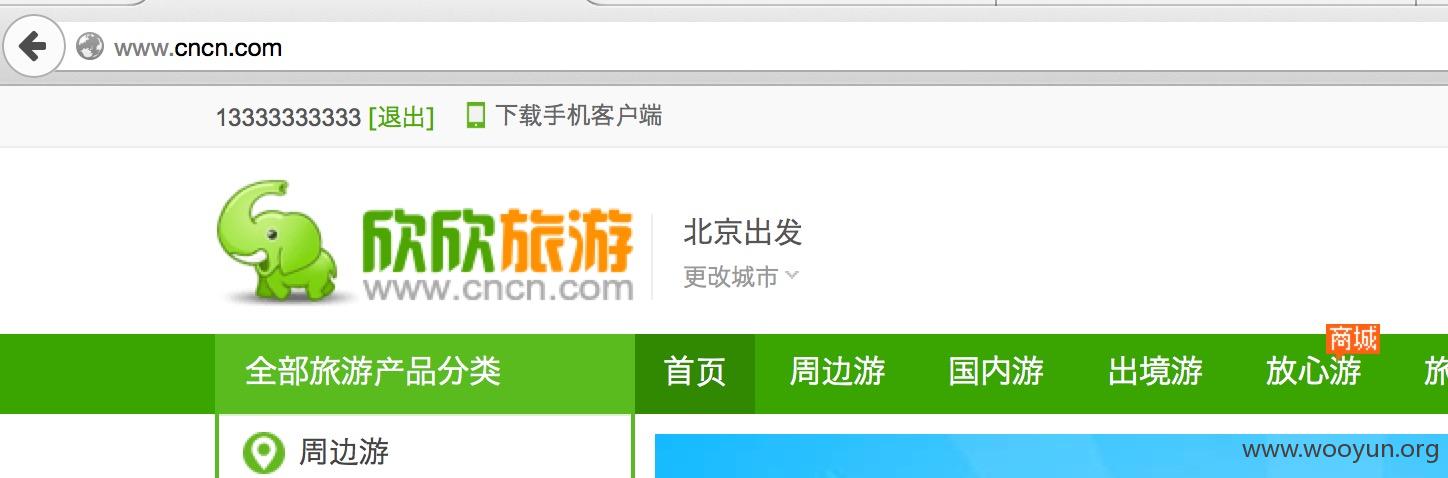 www.cncn.com
13333333333 [退出] 下载手机客户端
欣欣旅游
www.cncn.com
北京出发
更改城市
商城
全部旅游产品分类 首页 周边游 国内游 出境游 放心游 旅
周边游
www.wooyun.org